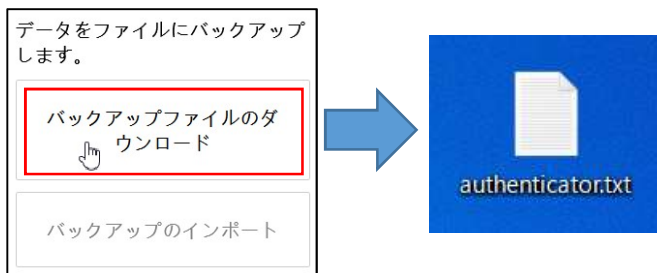 データをファイルにバックアップ
します。
バックアップファイルのダ
ウンロード
バックアップのインポート
authenticator.txt